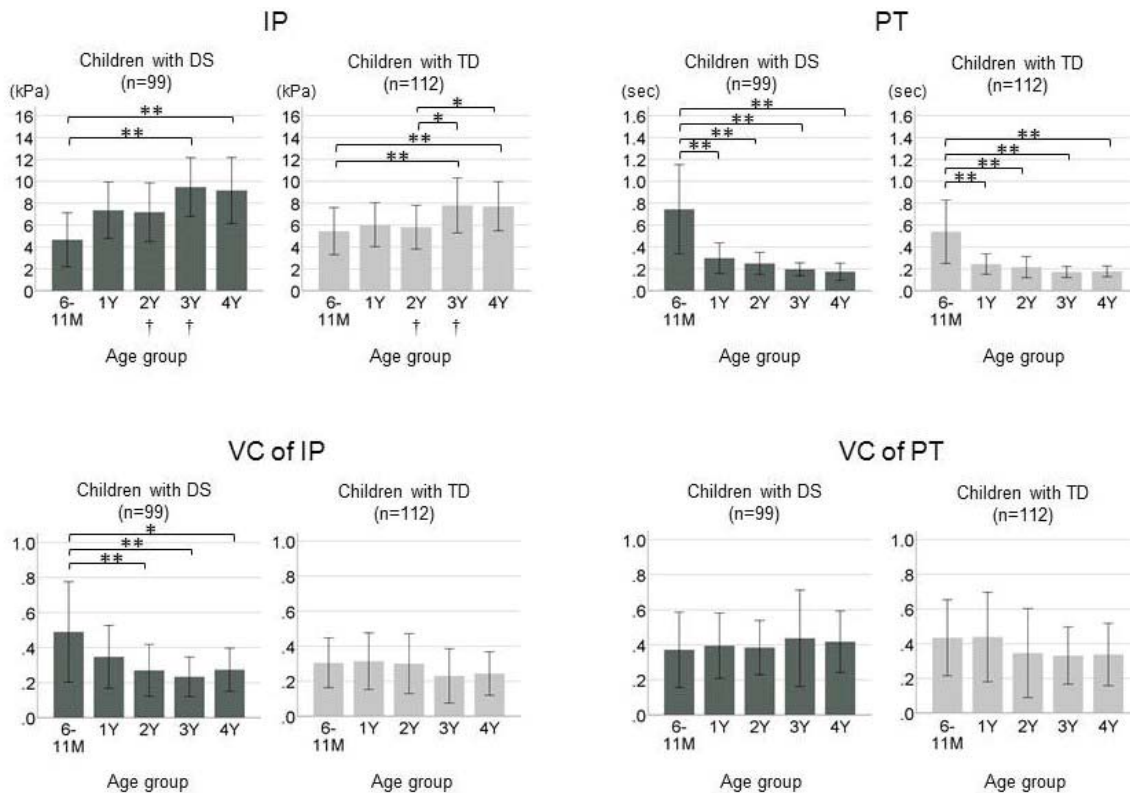 IP
Children with DS
(n=99)
(kPa)
16
14
12
10
8
6
4
2
0
**
**
6-
11M
1Y
2Y
3Y
4Y
†
†
Age group
Children with TD
(n=112)
(kPa)
16
14
12
10
8
6
4
2
0
*
*
**
**
6-
11M
1Y
2Y
3Y
4Y
†
†
Age group
PT
Children with DS
(n=99)
(sec)
1.6
1.4
1.2
1.0
.8
.6
.4
.2
.0
**
**
**
**
6-
11M
1Y
2Y
3Y
4Y
Age group
Children with TD
(n=112)
(sec)
1.6
1.4
1.2
1.0
.8
.6
.4
.2
.0
**
**
**
**
6-
11M
1Y
2Y
3Y
4Y
Age group
VC of IP
Children with DS
(n=99)
1.0
.8
.6
.4
.2
.0
*
**
**
6-
11M
1Y
2Y
3Y
4Y
Age group
Children with TD
(n=112)
1.0
.8
.6
.4
.2
.0
6-
11M
1Y
2Y
3Y
4Y
Age group
VC of PT
Children with DS
(n=99)
1.0
.8
.6
.4
.2
.0
6-
11M
1Y
2Y
3Y
4Y
Age group
Children with TD
(n=112)
1.0
.8
.6
.4
.2
.0
6-
11M
1Y
2Y
3Y
4Y
Age group